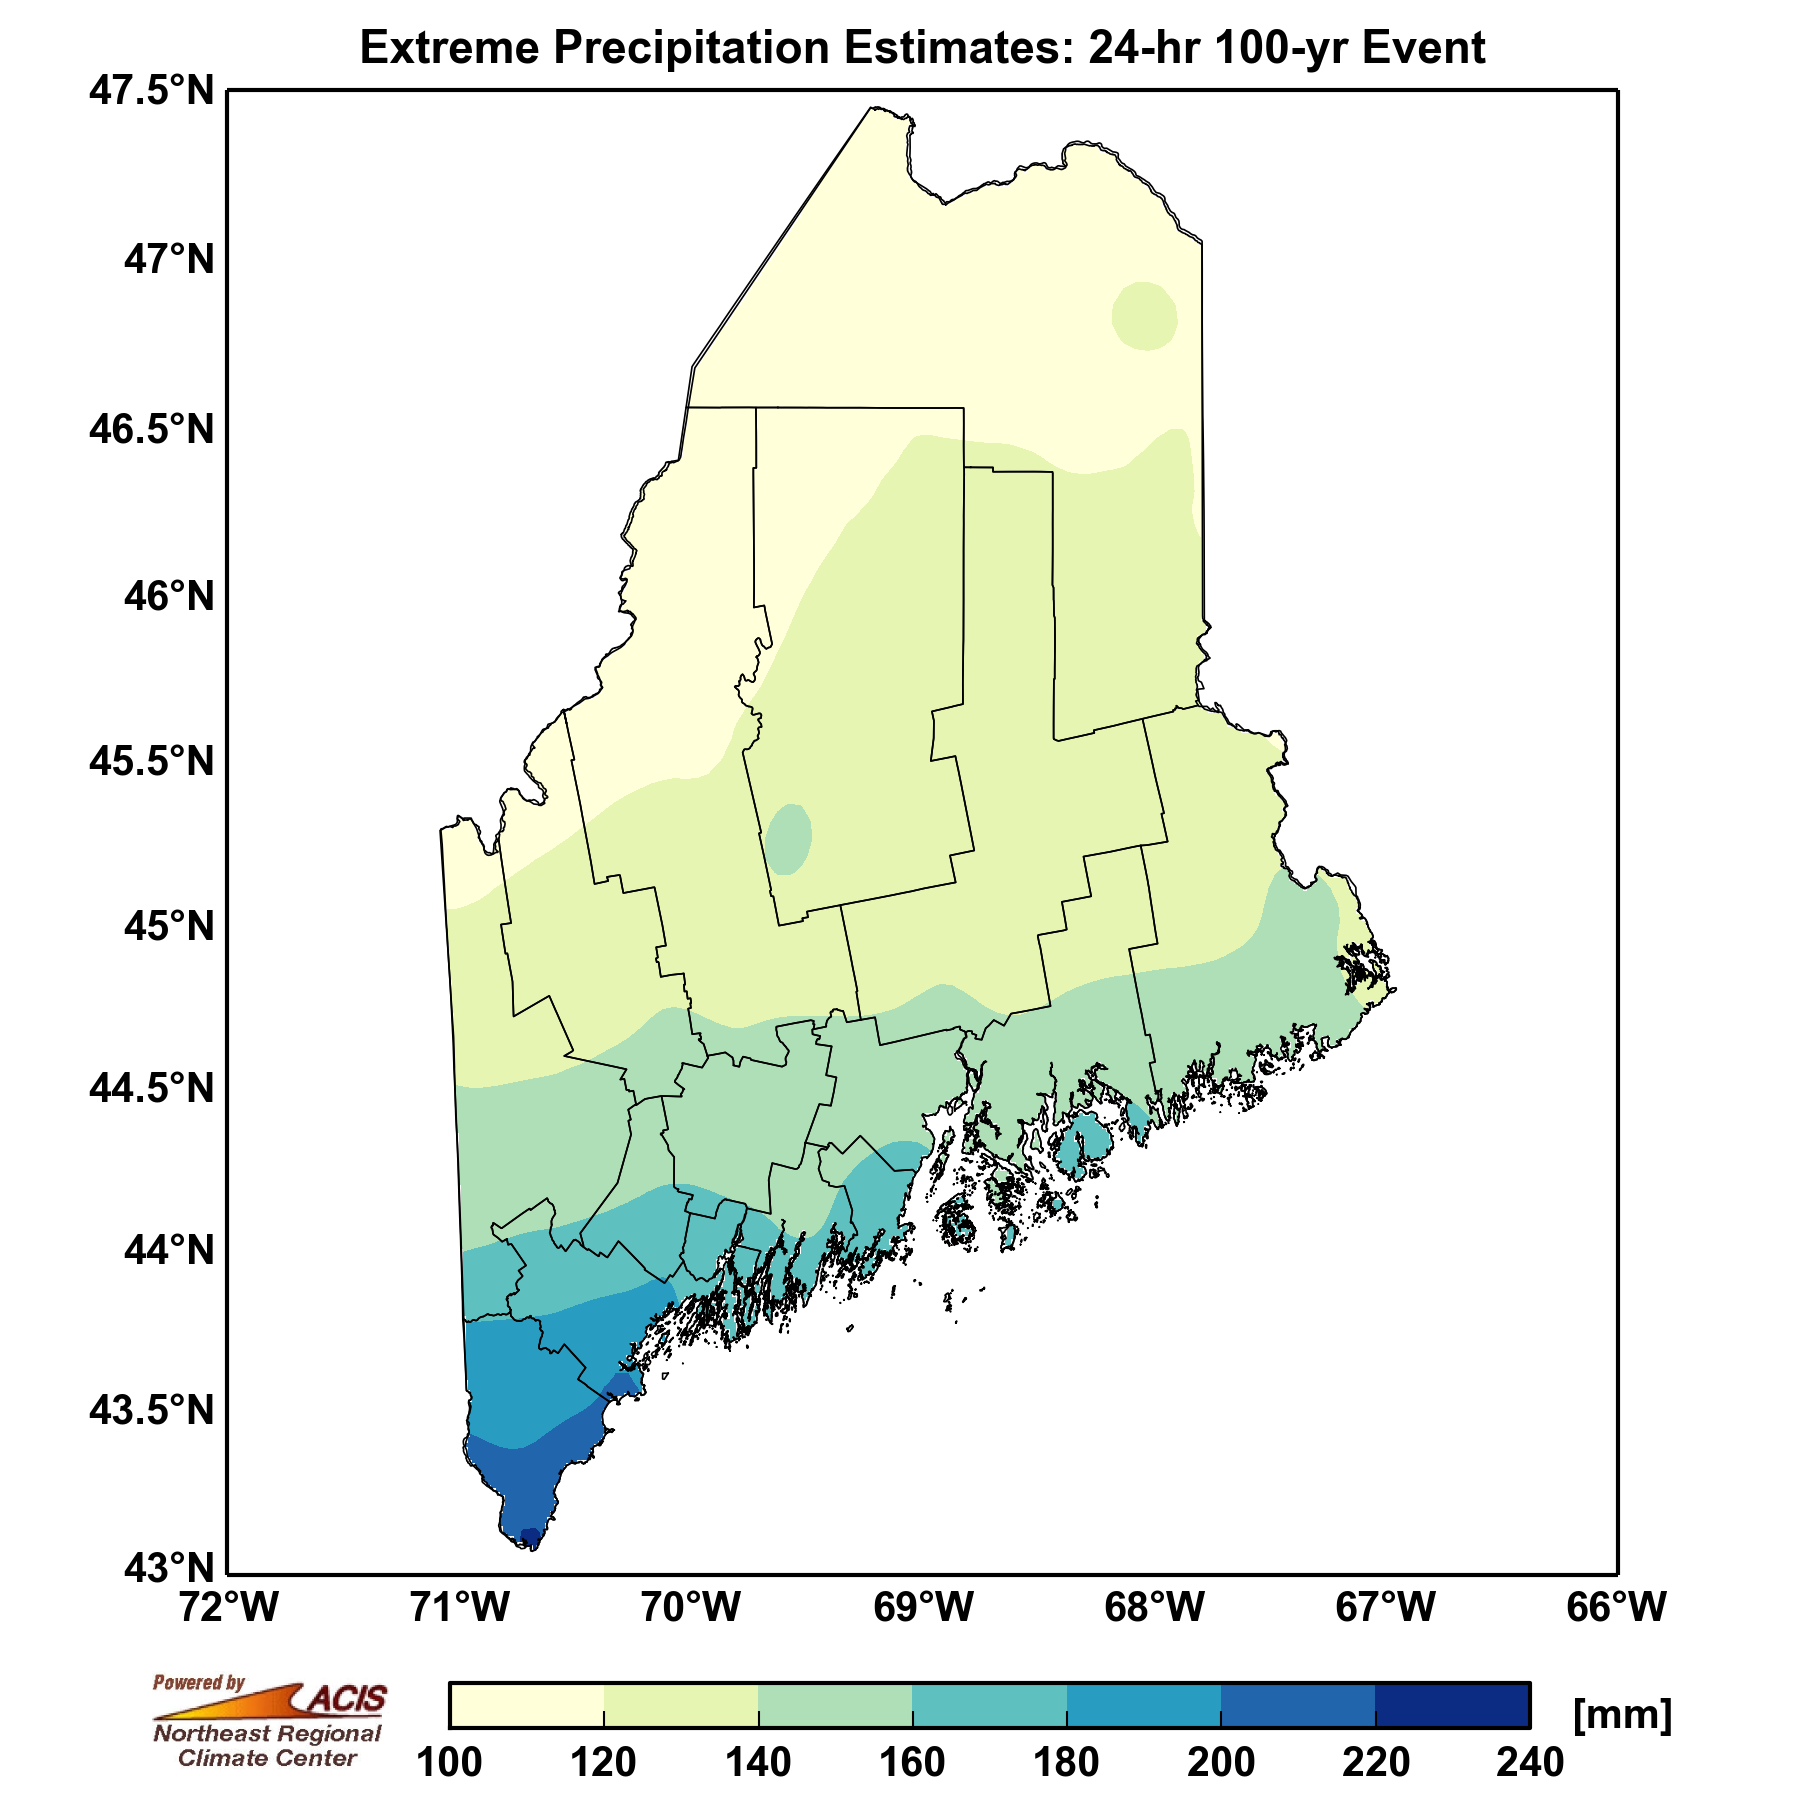 Extreme Precipitation Estimates: 24-hr 100-yr Event
47.5°N
47°N
46.5°N
46°N
45.5°N
45°N
44.5°N
44°N
43.5°N
43°N
72°W 71°W 70°W 69°W 68°W 67°W 66°W
Powered by
ACIS
Northeast Regional
Climate Center
[mm]
100 120 140 160 180 200 220 240